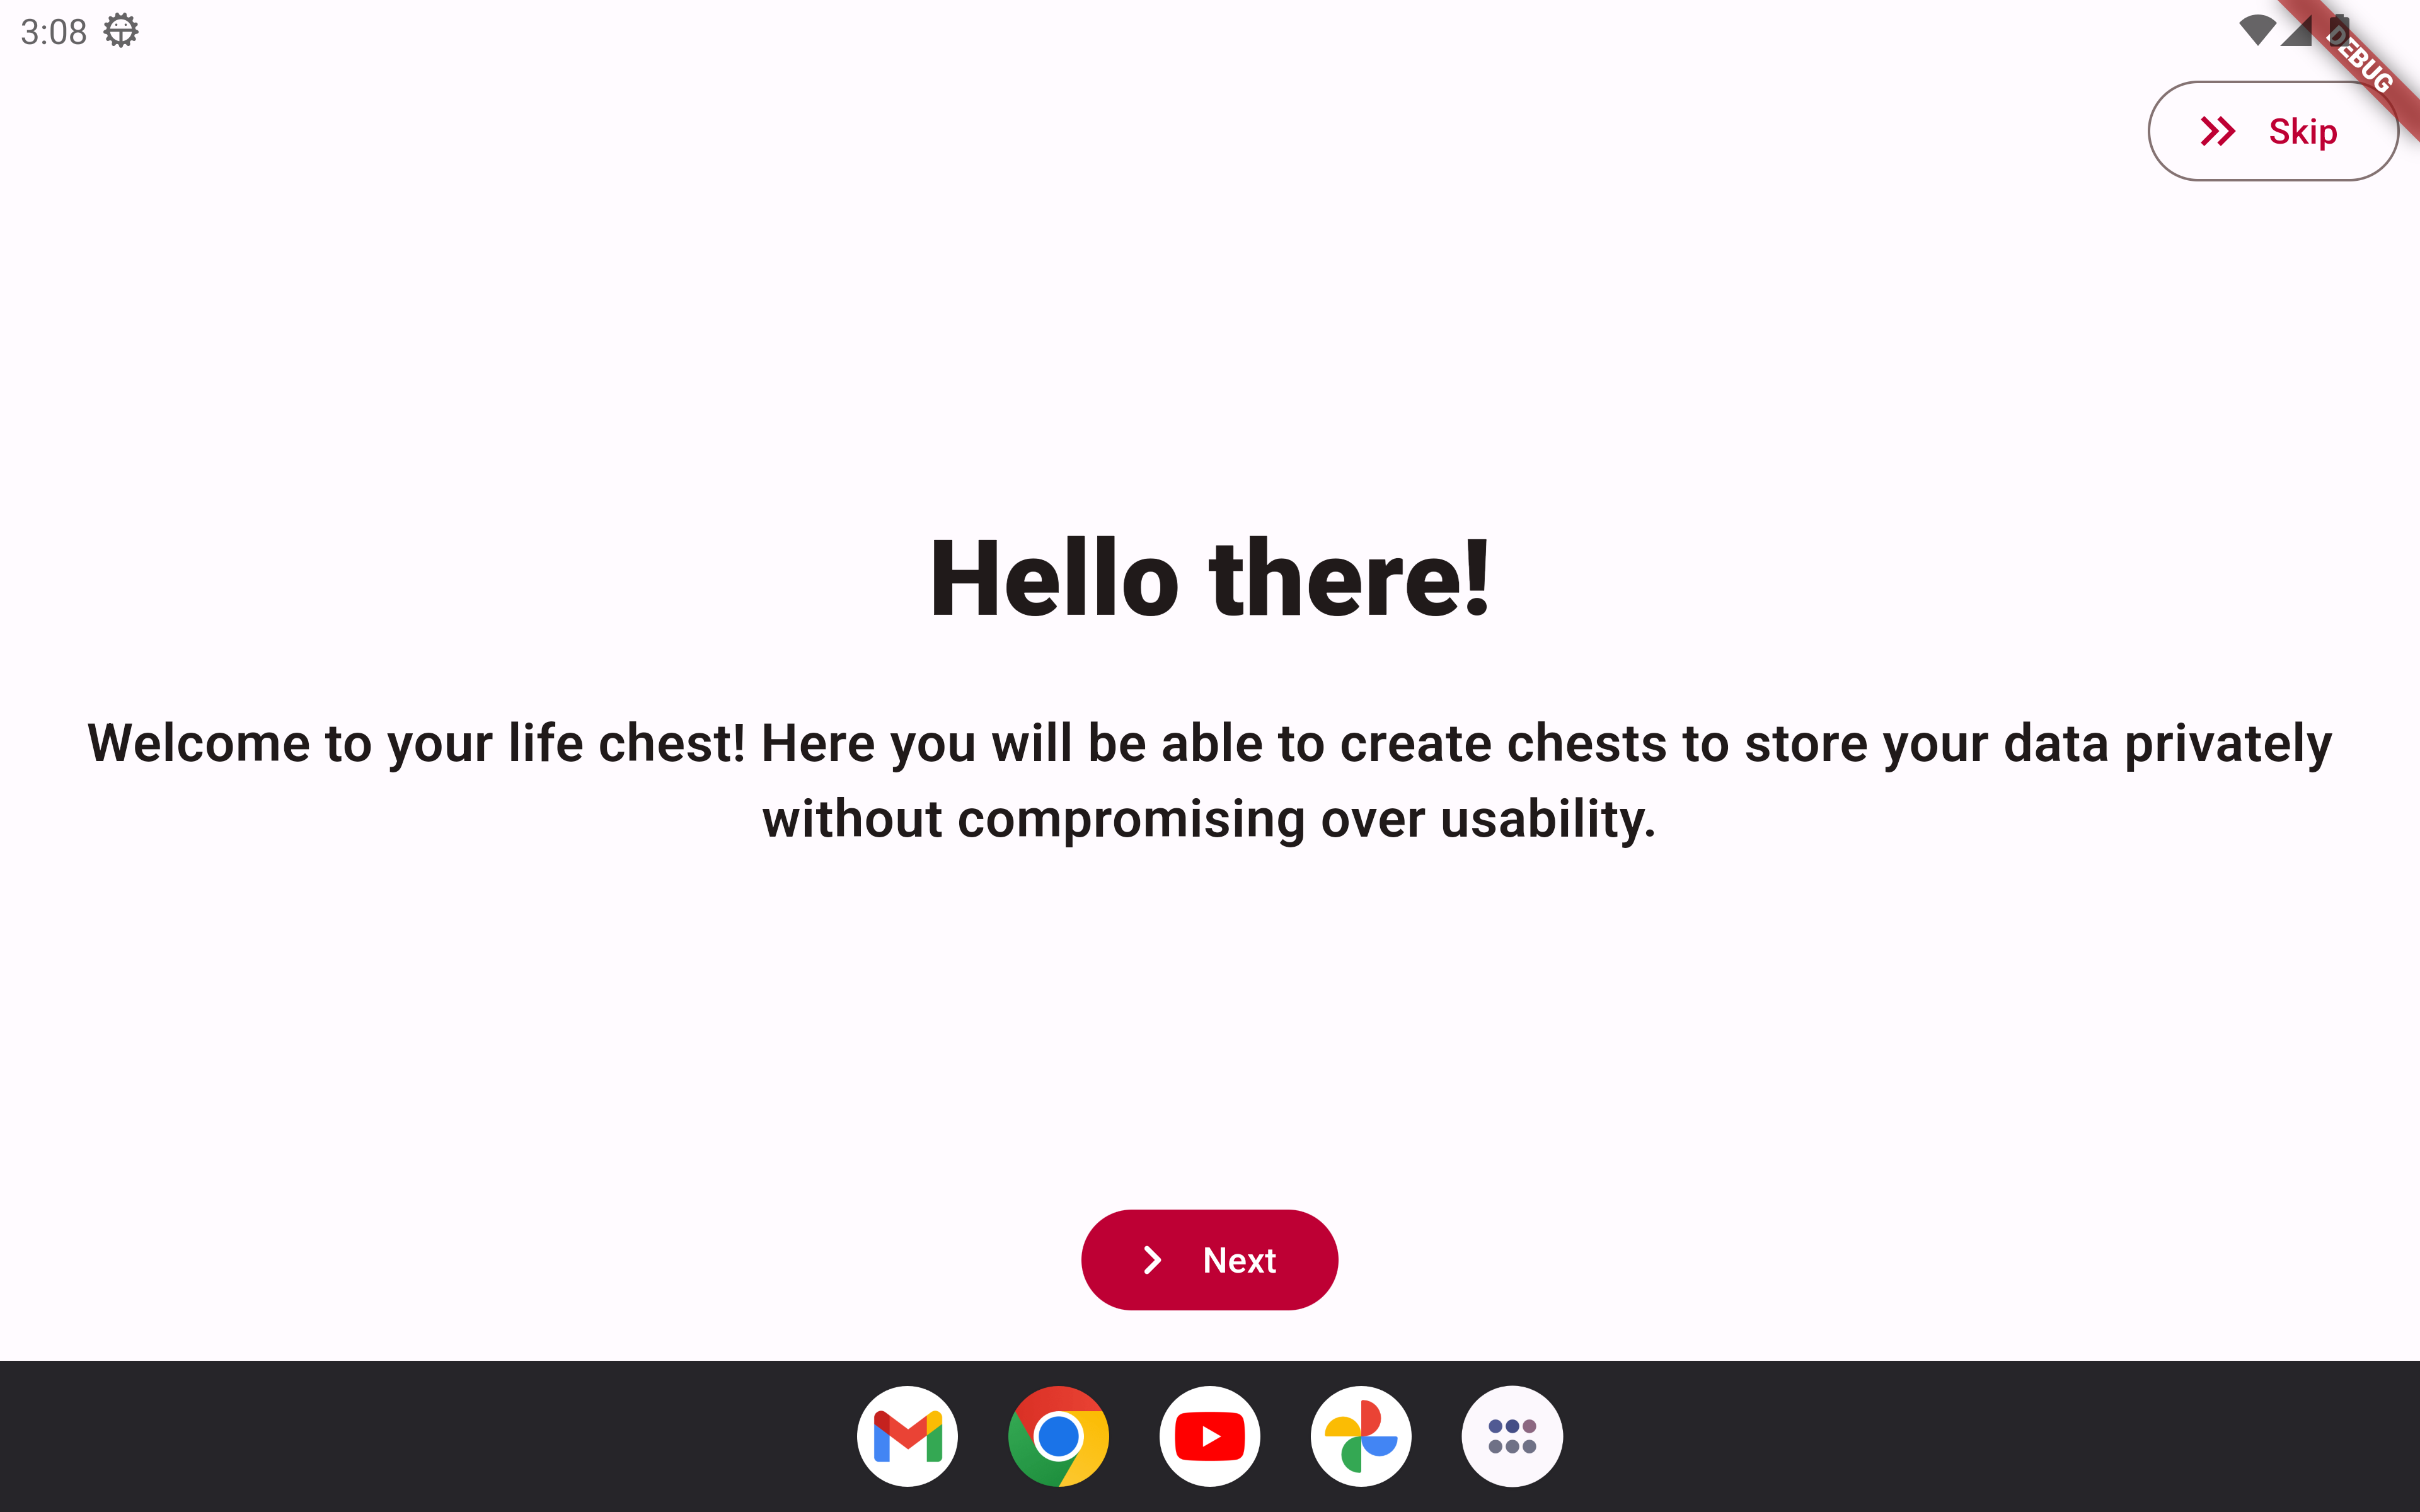 3:08
DEBUG
Skip
Hello there!
Welcome to your life chest! Here you will be able to create chests to store your data privately
without compromising over usability.
Next